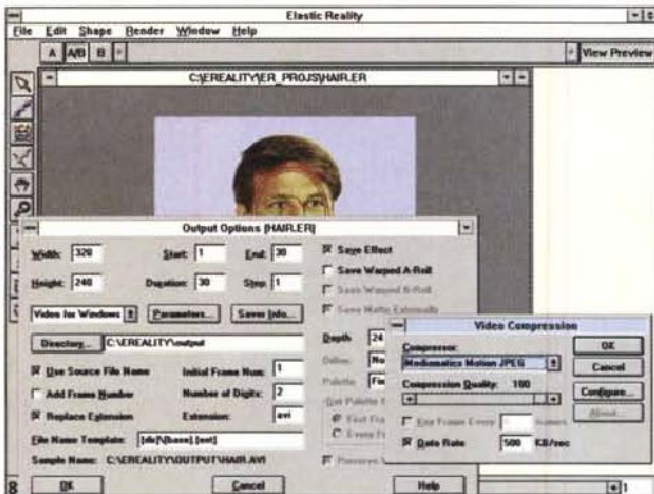 Elastic Reality
File Edit Shape Render Window Help
A A/B B View Preview
C:\EREALITY\ER_PROJS\HAIR.ER
Output Options [HAIR.ER]
Width: 320 Start: 1 End: 30
Height: 240 Duration: 30 Step: 1
Video for Windows Parameters... Saver Info...
Directory... C:\EREALITY\output
Use Source File Name Initial Frame Num: 1
Add Frame Number Number of Digits: 2
Replace Extension Extension: avi
File Name Template: [dir]\[base].[ext]
Sample Name: C:\EREALITY\OUTPUT\HAIR.AVI
OK Cancel Help
Save Effect
Save Warped A-Roll
Save Warped B-Roll
Save Matte Externally
Depth: 24
Palette
Video Compression
Compressor:
Mediamatics Motion JPEG
Compression Quality: 100
Key Frame Every frames
Data Rate: 500 KB/sec
OK
Cancel
Configure...
About...
1